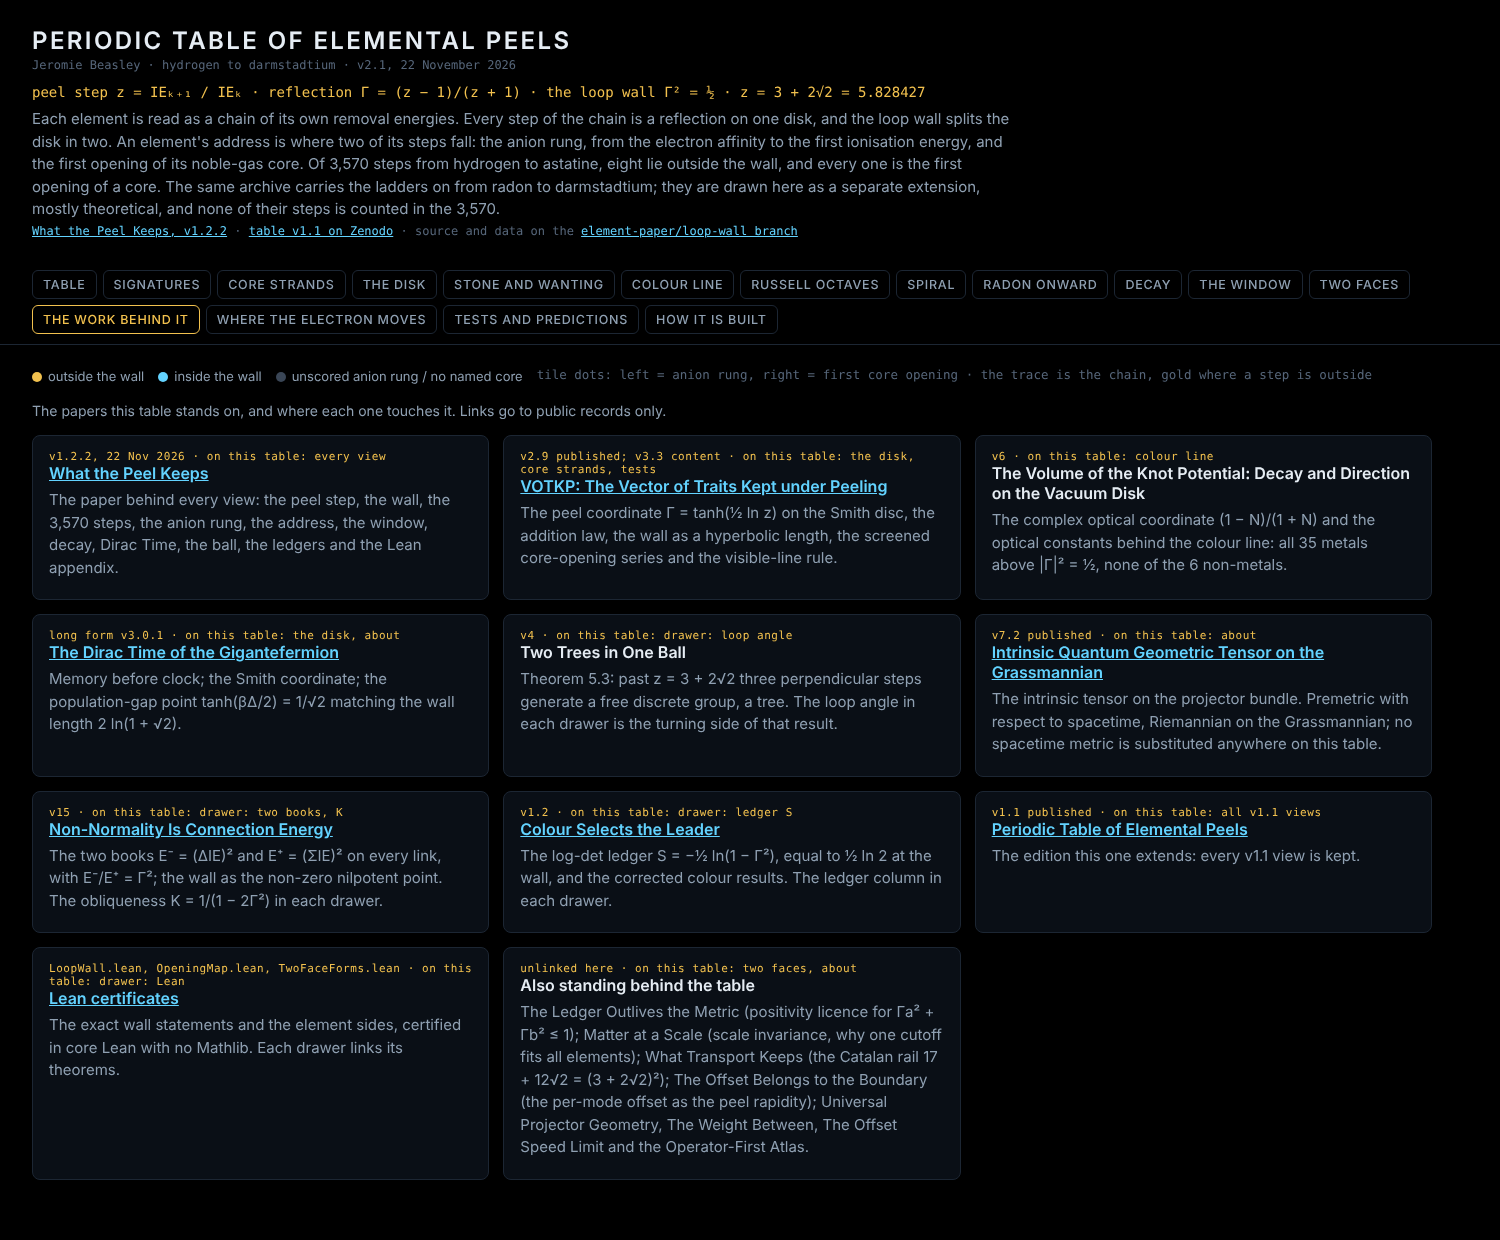 PERIODIC TABLE OF ELEMENTAL PEELS
Jeromie Beasley · hydrogen to darmstadtium · v2.1, 22 November 2026
peel step z = IEₖ₊₁ / IEₖ · reflection Γ = (z − 1)/(z + 1) · the loop wall Γ² = ½ · z = 3 + 2√2 = 5.828427
Each element is read as a chain of its own removal energies. Every step of the chain is a reflection on one disk, and the loop wall splits the
disk in two. An element's address is where two of its steps fall: the anion rung, from the electron affinity to the first ionisation energy, and
the first opening of its noble-gas core. Of 3,570 steps from hydrogen to astatine, eight lie outside the wall, and every one is the first
opening of a core. The same archive carries the ladders on from radon to darmstadtium; they are drawn here as a separate extension,
mostly theoretical, and none of their steps is counted in the 3,570.
What the Peel Keeps, v1.2.2 · table v1.1 on Zenodo · source and data on the element-paper/loop-wall branch
TABLE
SIGNATURES
CORE STRANDS
THE DISK
STONE AND WANTING
COLOUR LINE
RUSSELL OCTAVES
SPIRAL
RADON ONWARD
DECAY
THE WINDOW
TWO FACES
THE WORK BEHIND IT
WHERE THE ELECTRON MOVES
TESTS AND PREDICTIONS
HOW IT IS BUILT
outside the wall
inside the wall
unscored anion rung / no named core
tile dots: left = anion rung, right = first core opening · the trace is the chain, gold where a step is outside
The papers this table stands on, and where each one touches it. Links go to public records only.
v1.2.2, 22 Nov 2026 · on this table: every view
What the Peel Keeps
The paper behind every view: the peel step, the wall, the
3,570 steps, the anion rung, the address, the window,
decay, Dirac Time, the ball, the ledgers and the Lean
appendix.
v2.9 published; v3.3 content · on this table: the disk,
core strands, tests
VOTKP: The Vector of Traits Kept under Peeling
The peel coordinate Γ = tanh(½ ln z) on the Smith disc, the
addition law, the wall as a hyperbolic length, the screened
core-opening series and the visible-line rule.
v6 · on this table: colour line
The Volume of the Knot Potential: Decay and Direction
on the Vacuum Disk
The complex optical coordinate (1 − N)/(1 + N) and the
optical constants behind the colour line: all 35 metals
above |Γ|² = ½, none of the 6 non-metals.
long form v3.0.1 · on this table: the disk, about
The Dirac Time of the Gigantefermion
Memory before clock; the Smith coordinate; the
population-gap point tanh(βΔ/2) = 1/√2 matching the wall
length 2 ln(1 + √2).
v4 · on this table: drawer: loop angle
Two Trees in One Ball
Theorem 5.3: past z = 3 + 2√2 three perpendicular steps
generate a free discrete group, a tree. The loop angle in
each drawer is the turning side of that result.
v7.2 published · on this table: about
Intrinsic Quantum Geometric Tensor on the
Grassmannian
The intrinsic tensor on the projector bundle. Premetric with
respect to spacetime, Riemannian on the Grassmannian; no
spacetime metric is substituted anywhere on this table.
v15 · on this table: drawer: two books, K
Non-Normality Is Connection Energy
The two books E⁻ = (ΔIE)² and E⁺ = (ΣIE)² on every link,
with E⁻/E⁺ = Γ²; the wall as the non-zero nilpotent point.
The obliqueness K = 1/(1 − 2Γ²) in each drawer.
v1.2 · on this table: drawer: ledger S
Colour Selects the Leader
The log-det ledger S = −½ ln(1 − Γ²), equal to ½ ln 2 at the
wall, and the corrected colour results. The ledger column in
each drawer.
v1.1 published · on this table: all v1.1 views
Periodic Table of Elemental Peels
The edition this one extends: every v1.1 view is kept.
LoopWall.lean, OpeningMap.lean, TwoFaceForms.lean · on this
table: drawer: Lean
Lean certificates
The exact wall statements and the element sides, certified
in core Lean with no Mathlib. Each drawer links its
theorems.
unlinked here · on this table: two faces, about
Also standing behind the table
The Ledger Outlives the Metric (positivity licence for Γa² +
Γb² ≤ 1); Matter at a Scale (scale invariance, why one cutoff
fits all elements); What Transport Keeps (the Catalan rail 17
+ 12√2 = (3 + 2√2)²); The Offset Belongs to the Boundary
(the per-mode offset as the peel rapidity); Universal
Projector Geometry, The Weight Between, The Offset
Speed Limit and the Operator-First Atlas.